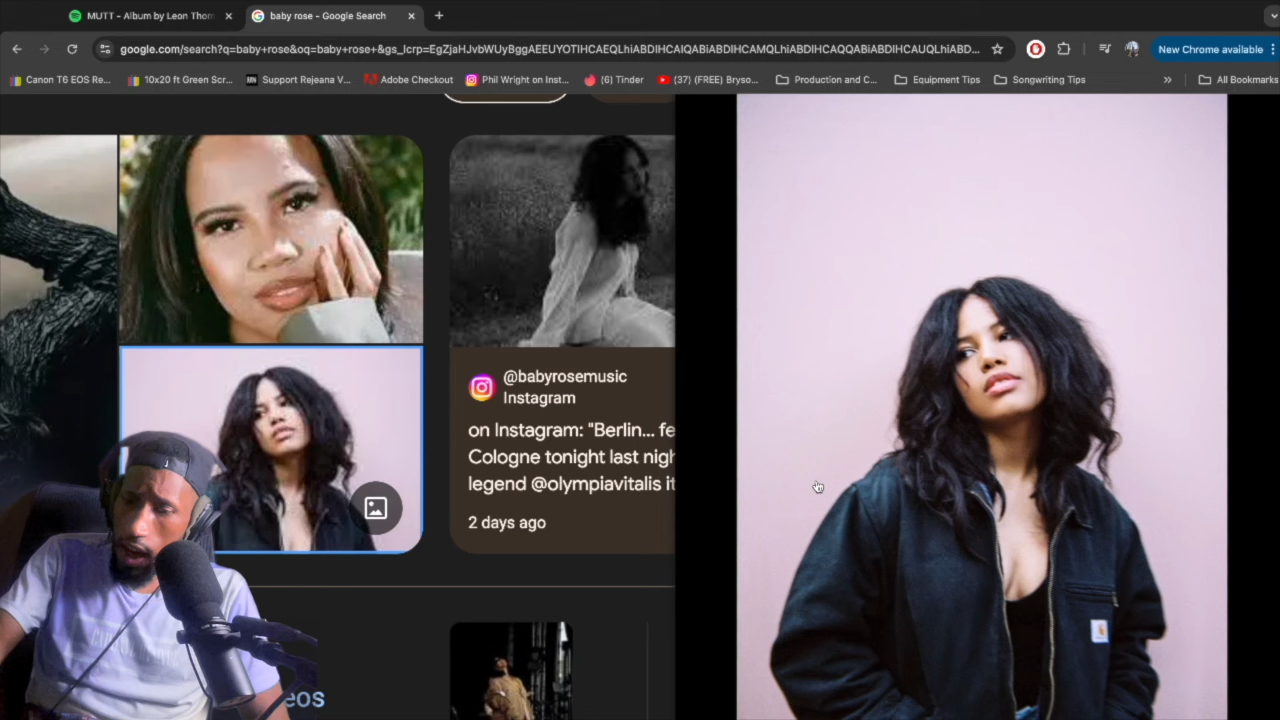 MUTT - Album by Leon Thom
baby rose - Google Search
google.com/search?q=baby+rose&oq=baby+rose+&gs_lcrp=EgZjaHJvbWUyBggAEEUYOTIHCAEQLhiABDIHCAIQABiABDIHCAMQLhiABDIHCAQQABiABDIHCAUQLhiABD...
New Chrome available
Canon T6 EOS Re...
10x20 ft Green Scr...
Support Rejeana V...
Adobe Checkout
Phil Wright on Inst...
(6) Tinder
(37) (FREE) Bryso...
Production and C...
Equipment Tips
Songwriting Tips
»
All Bookmarks
@babyrosemusic
Instagram
on Instagram: "Berlin... fe
Cologne tonight last nigh
legend @olympiavitalis it
2 days ago
eos